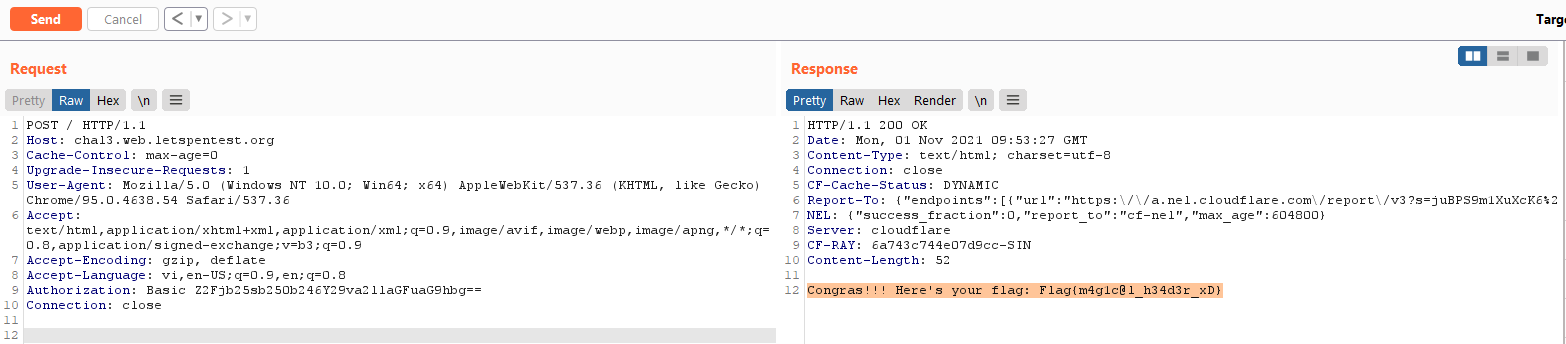 Send Cancel < ▼ > ▼
Targe
Request
Pretty Raw Hex \n ≡
1 POST / HTTP/1.1
2 Host: chal3.web.letspentest.org
3 Cache-Control: max-age=0
4 Upgrade-Insecure-Requests: 1
5 User-Agent: Mozilla/5.0 (Windows NT 10.0; Win64; x64) AppleWebKit/537.36 (KHTML, like Gecko)
Chrome/95.0.4638.54 Safari/537.36
6 Accept:
text/html,application/xhtml+xml,application/xml;q=0.9,image/avif,image/webp,image/apng,*/*;q=
0.8,application/signed-exchange;v=b3;q=0.9
7 Accept-Encoding: gzip, deflate
8 Accept-Language: vi,en-US;q=0.9,en;q=0.8
9 Authorization: Basic
10 Connection: close
11
12
Response
Pretty Raw Hex Render \n ≡
1 HTTP/1.1 200 OK
2 Date: Mon, 01 Nov 2021 09:53:27 GMT
3 Content-Type: text/html; charset=utf-8
4 Connection: close
5 CF-Cache-Status: DYNAMIC
6 Report-To: {"endpoints":[{"url":"https:\/\/a.nel.cloudflare.com\/report\/v3?s=juBPS9m1XuXcK6%2
7 NEL: {"success_fraction":0,"report_to":"cf-nel","max_age":604800}
8 Server: cloudflare
9 CF-RAY: 6a743c744e07d9cc-SIN
10 Content-Length: 52
11
12 Congras!!! Here's your flag: Flag{m4g1c@l_h34d3r_xD}